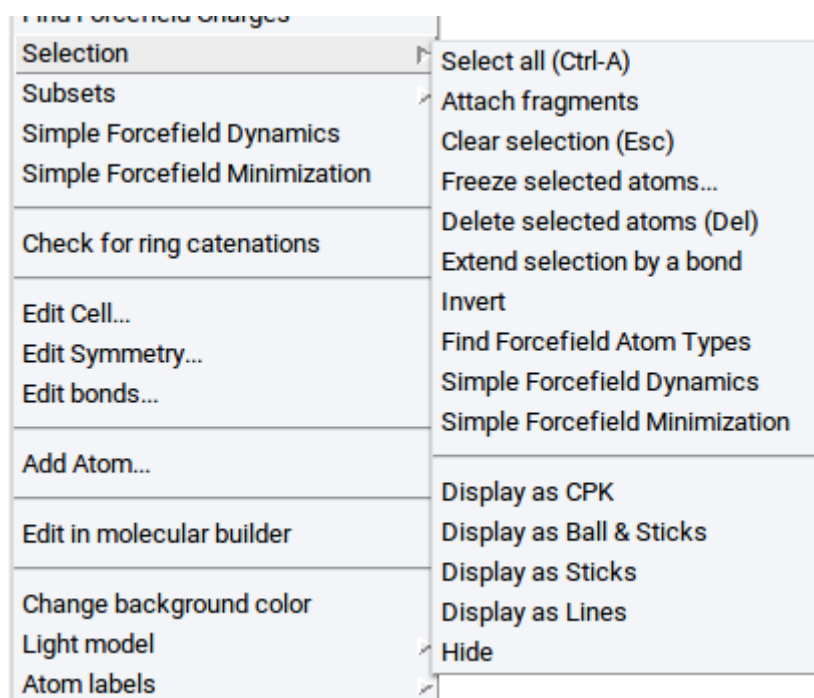 Find Forcefield Charges
Selection
Subsets
Simple Forcefield Dynamics
Simple Forcefield Minimization
Check for ring catenations
Edit Cell...
Edit Symmetry...
Edit bonds...
Add Atom...
Edit in molecular builder
Change background color
Light model
Atom labels
Select all (Ctrl-A)
Attach fragments
Clear selection (Esc)
Freeze selected atoms...
Delete selected atoms (Del)
Extend selection by a bond
Invert
Find Forcefield Atom Types
Simple Forcefield Dynamics
Simple Forcefield Minimization
Display as CPK
Display as Ball & Sticks
Display as Sticks
Display as Lines
Hide